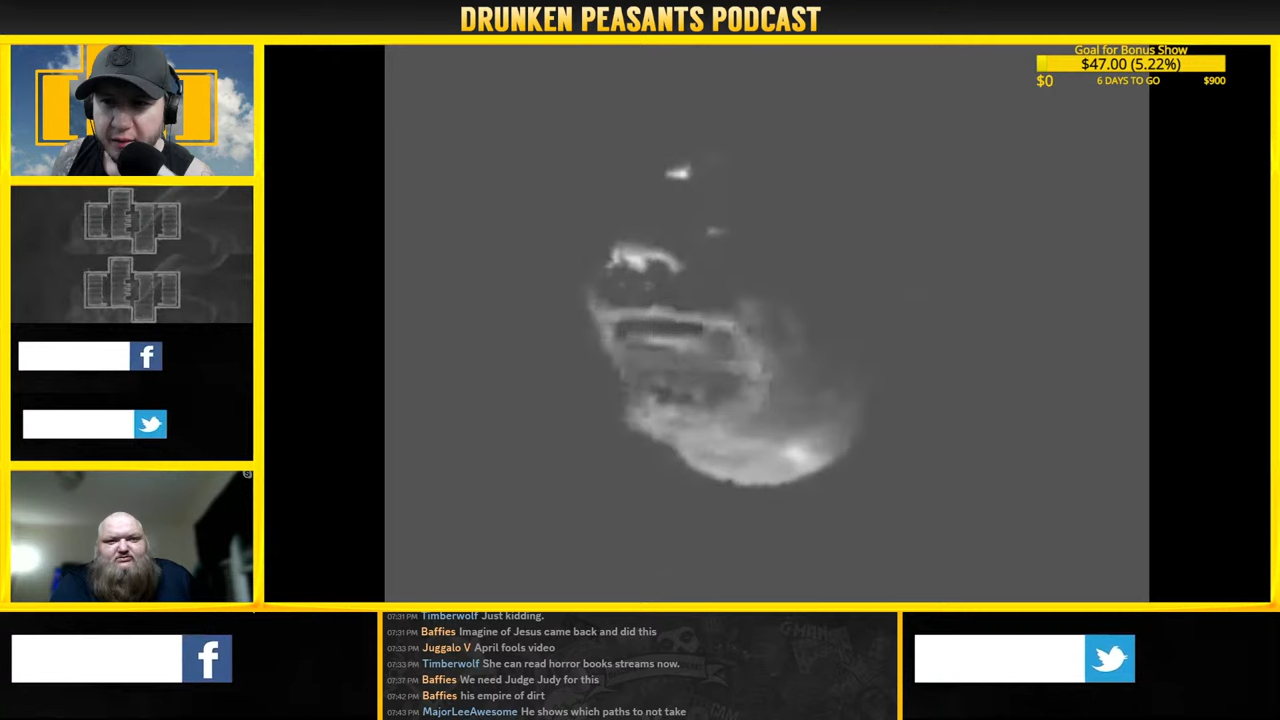 DRUNKEN PEASANTS PODCAST
Goal for Bonus Show
$47.00 (5.22%)
$0 6 DAYS TO GO $900
07:31 PM Timberwolf Just kidding.
07:31 PM Baffies Imagine of Jesus came back and did this
07:33 PM Juggalo V April fools video
07:33 PM Timberwolf She can read horror books streams now.
07:37 PM Baffies We need Judge Judy for this
07:42 PM Baffies his empire of dirt
07:43 PM MajorLeeAwesome He shows which paths to not take